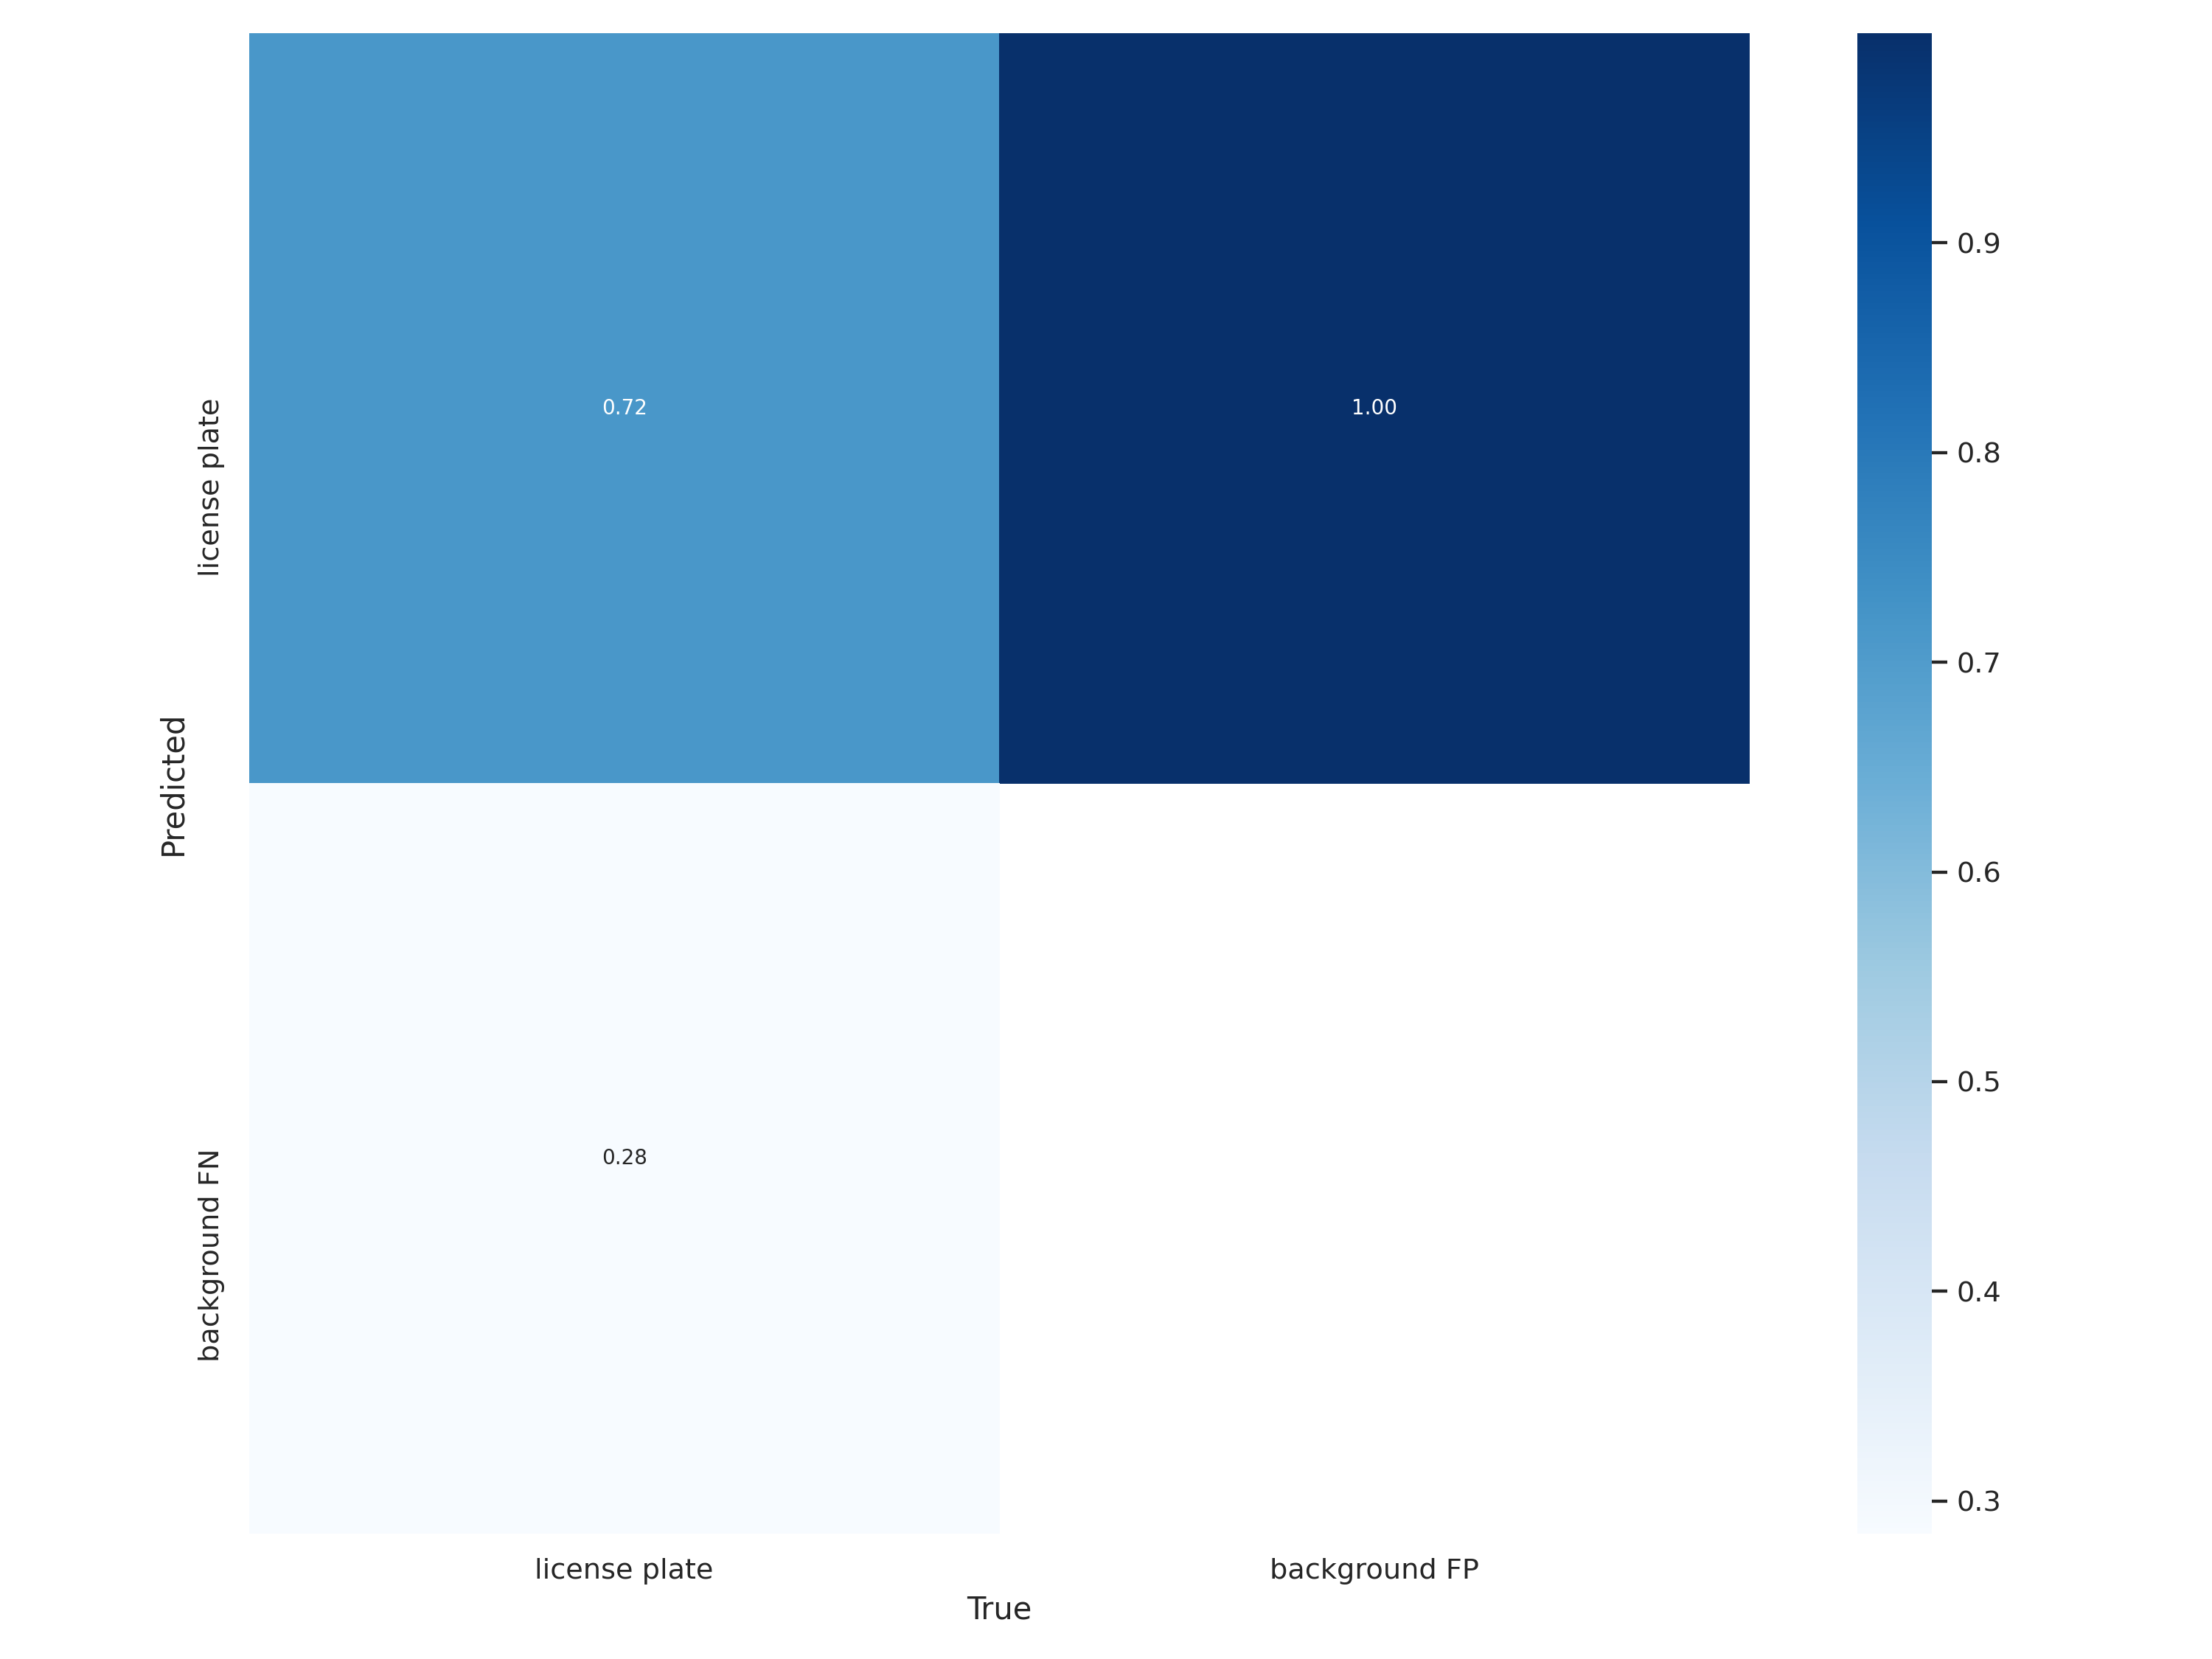 0.72
1.00
0.28
license plate
background FN
Predicted
license plate
background FP
True
0.9
0.8
0.7
0.6
0.5
0.4
0.3